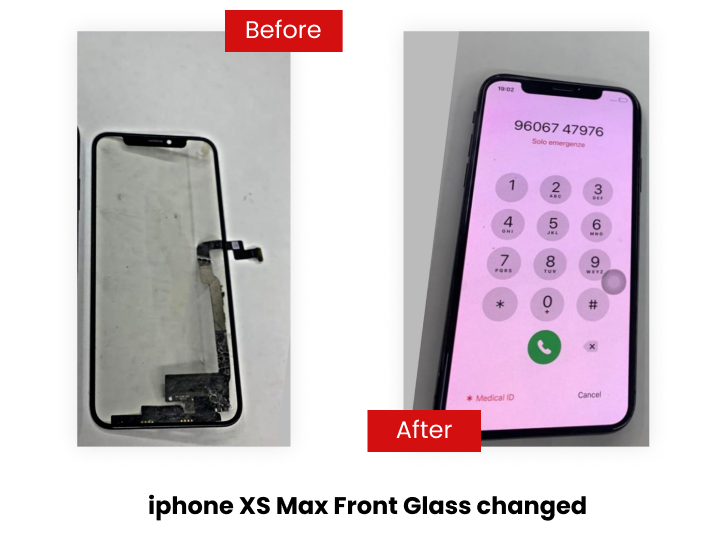 Before
After
19:02
96067 47976
Solo emergenze
1
2
ABC
3
DEF
4
GHI
5
JKL
6
MNO
7
PQRS
8
TUV
9
WXYZ
*
0
+
#
* Medical ID
Cancel
iphone XS Max Front Glass changed